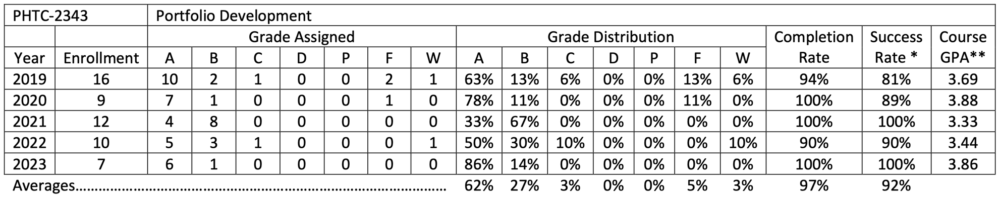 PHTC-2343 Portfolio Development
Grade Assigned Grade Distribution Completion Success Course
Year Enrollment A B C D P F W A B C D P F W Rate Rate * GPA**
2019 16 10 2 1 0 0 2 1 63% 13% 6% 0% 0% 13% 6% 94% 81% 3.69
2020 9 7 1 0 0 0 1 0 78% 11% 0% 0% 0% 11% 0% 100% 89% 3.88
2021 12 4 8 0 0 0 0 0 33% 67% 0% 0% 0% 0% 0% 100% 100% 3.33
2022 10 5 3 1 0 0 0 1 50% 30% 10% 0% 0% 0% 10% 90% 90% 3.44
2023 7 6 1 0 0 0 0 0 86% 14% 0% 0% 0% 0% 0% 100% 100% 3.86
Averages........................................................................................ 62% 27% 3% 0% 0% 5% 3% 97% 92%